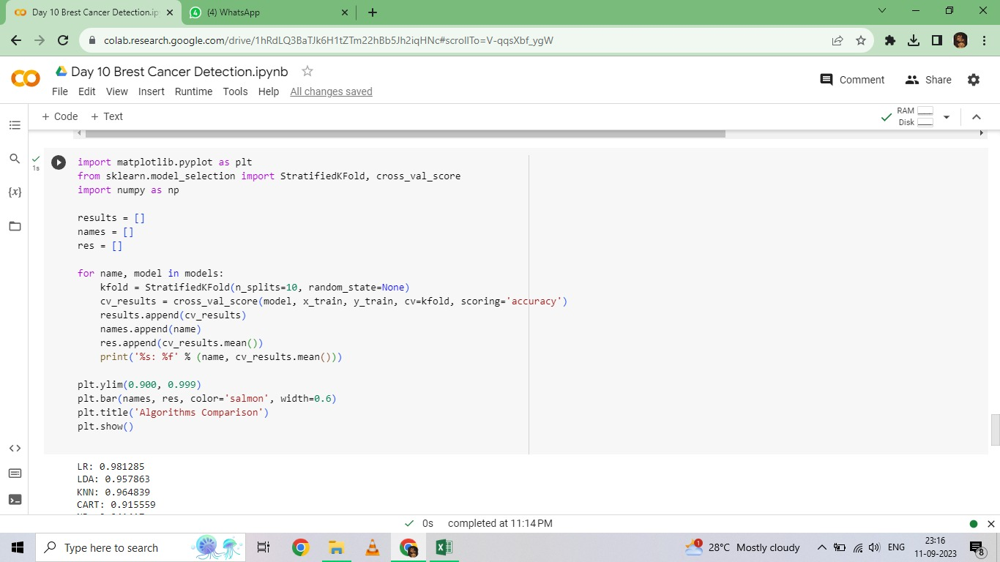 Day 10 Brest Cancer Detection.ip
(4) WhatsApp
colab.research.google.com/drive/1hRdLQ3BaTJk6H1tZTm22hBb5Jh2iqHNc#scrollTo=V-qqsXbf_ygW
Day 10 Brest Cancer Detection.ipynb
File Edit View Insert Runtime Tools Help All changes saved
Comment Share
+ Code + Text
RAM
Disk
1s
import matplotlib.pyplot as plt
from sklearn.model_selection import StratifiedKFold, cross_val_score
import numpy as np
{x}
results = []
names = []
res = []
for name, model in models:
kfold = StratifiedKFold(n_splits=10, random_state=None)
cv_results = cross_val_score(model, x_train, y_train, cv=kfold, scoring='accuracy')
results.append(cv_results)
names.append(name)
res.append(cv_results.mean())
print('%s: %f' % (name, cv_results.mean()))
plt.ylim(0.900, 0.999)
plt.bar(names, res, color='salmon', width=0.6)
plt.title('Algorithms Comparison')
plt.show()
LR: 0.981285
LDA: 0.957863
KNN: 0.964839
CART: 0.915559
0s completed at 11:14 PM
Type here to search
1
28°C Mostly cloudy
ENG
23:16
11-09-2023
8